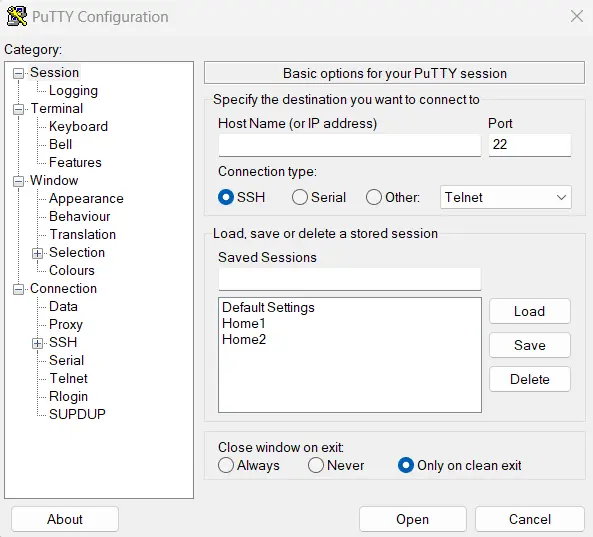 PuTTY Configuration
Category:
Session
Logging
Terminal
Keyboard
Bell
Features
Window
Appearance
Behaviour
Translation
Selection
Colours
Connection
Data
Proxy
SSH
Serial
Telnet
Rlogin
SUPDUP
Basic options for your PuTTY session
Specify the destination you want to connect to
Host Name (or IP address) Port
22
Connection type:
SSH Serial Other: Telnet
Load, save or delete a stored session
Saved Sessions
Default Settings
Home1
Home2
Load
Save
Delete
Close window on exit:
Always Never Only on clean exit
About Open Cancel